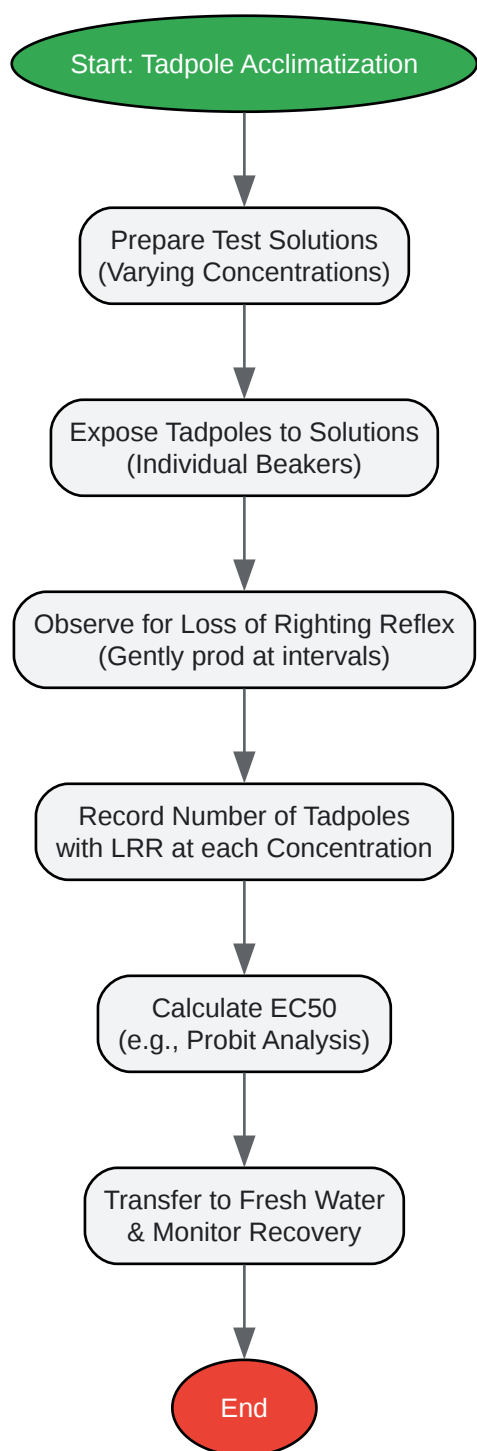 Start: Tadpole Acclimatization
Prepare Test Solutions
(Varying Concentrations)
Expose Tadpoles to Solutions
(Individual Beakers)
Observe for Loss of Righting Reflex
(Gently prod at intervals)
Record Number of Tadpoles
with LRR at each Concentration
Calculate EC50
(e.g., Probit Analysis)
Transfer to Fresh Water
& Monitor Recovery
End